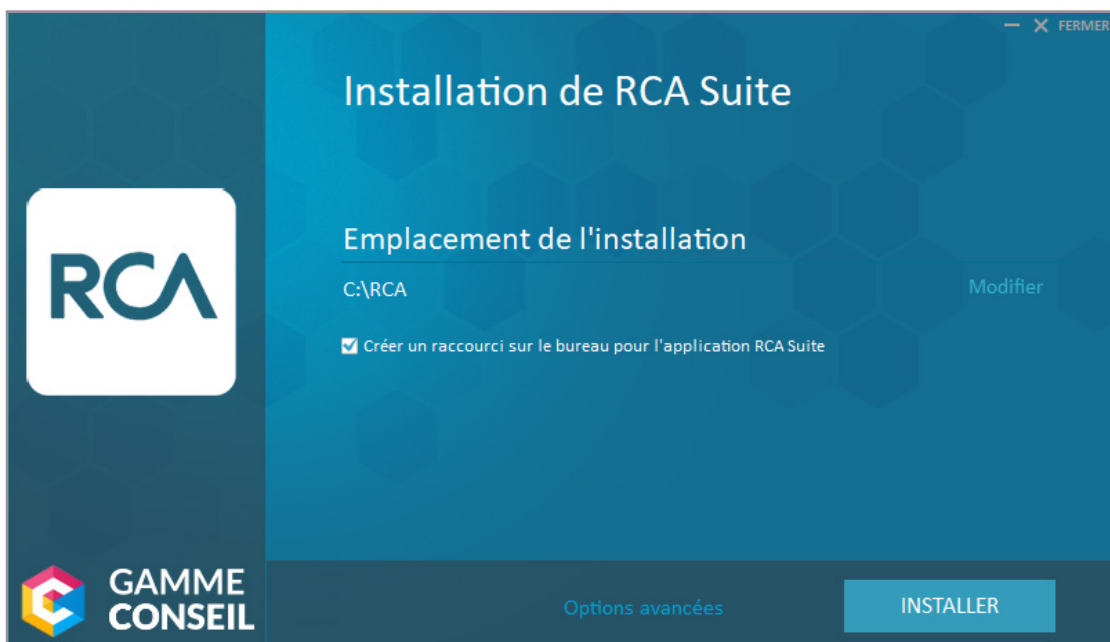 FERMER
Installation de RCA Suite
Emplacement de l'installation
C:\RCA
Modifier
Créer un raccourci sur le bureau pour l'application RCA Suite
RCA
GAMME
CONSEIL
Options avancées
INSTALLER